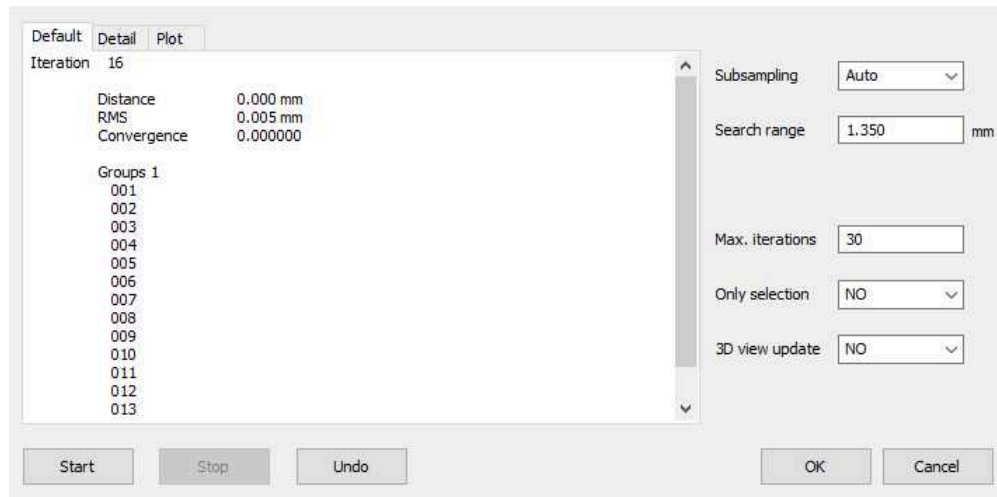 Default Detail Plot
Iteration 16
Distance 0.000 mm
RMS 0.005 mm
Convergence 0.000000
Groups 1
001
002
003
004
005
006
007
008
009
010
011
012
013
Subsampling Auto
Search range 1.350 mm
Max. iterations 30
Only selection NO
3D view update NO
Start Stop Undo OK Cancel